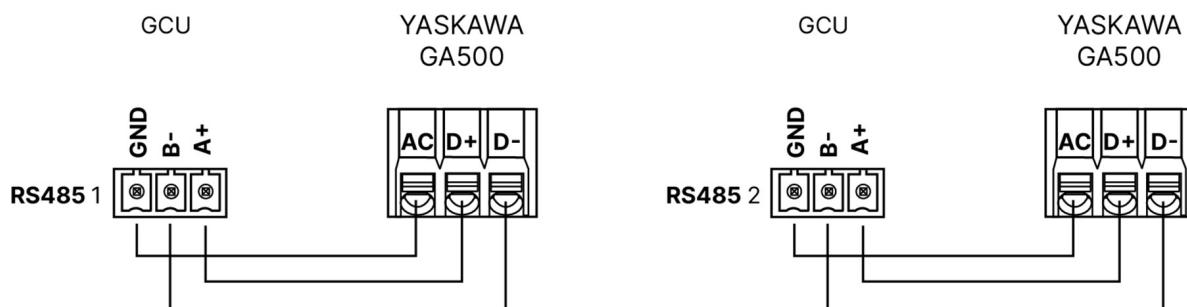 GCU
YASKAWA
GA500
GND
B-
A+
AC
D+
D-
RS485 1
GCU
YASKAWA
GA500
GND
B-
A+
AC
D+
D-
RS485 2